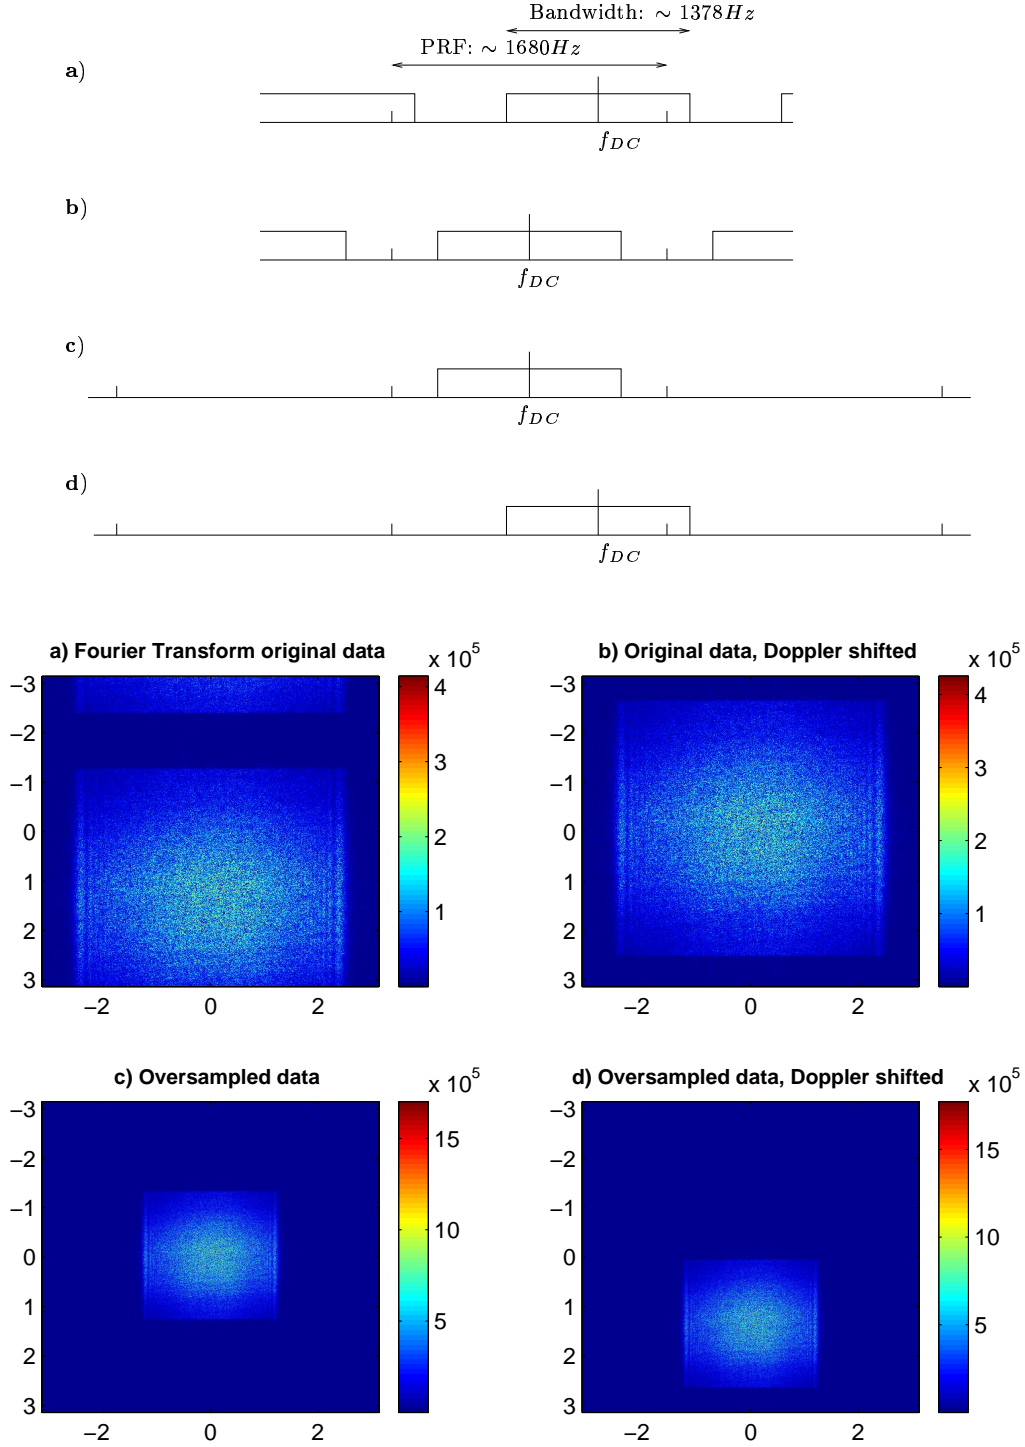 Bandwidth: ∼ 1378Hz
PRF: ∼ 1680Hz
a)
f_DC
b)
f_DC
c)
f_DC
d)
f_DC
a) Fourier Transform original data
x 10^5
−3
−2
−1
0
1
2
3
−2 0 2
4
3
2
1
b) Original data, Doppler shifted
x 10^5
−3
−2
−1
0
1
2
3
−2 0 2
4
3
2
1
c) Oversampled data
x 10^5
−3
−2
−1
0
1
2
3
−2 0 2
15
10
5
d) Oversampled data, Doppler shifted
x 10^5
−3
−2
−1
0
1
2
3
−2 0 2
15
10
5